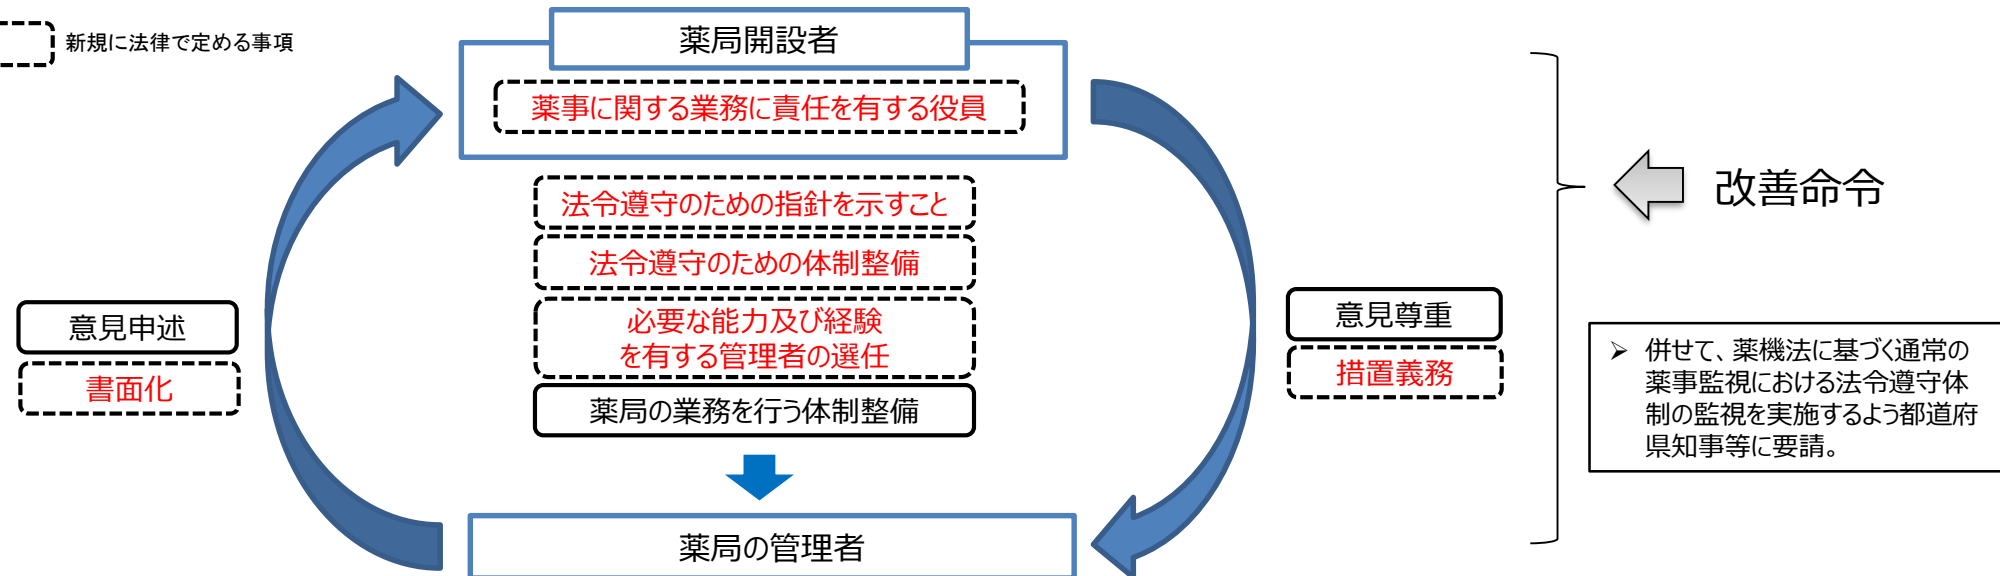 新規に法律で定める事項
薬局開設者
薬事に関する業務に責任を有する役員
法令遵守のための指針を示すこと
法令遵守のための体制整備
必要な能力及び経験
を有する管理者の選任
薬局の業務を行う体制整備
薬局の管理者
意見申述
書面化
意見尊重
措置義務
改善命令
➢ 併せて、薬機法に基づく通常の
薬事監視における法令遵守体
制の監視を実施するよう都道府
県知事等に要請。